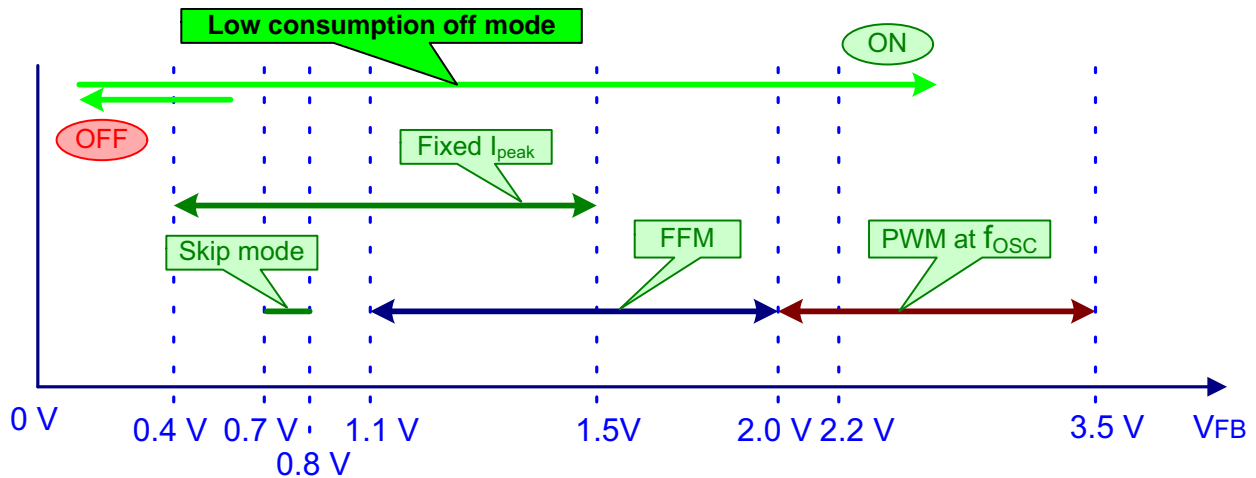 Low consumption off mode
ON
OFF
Fixed Ipeak
Skip mode
FFM
PWM at fOSC
0 V
0.4 V
0.7 V
0.8 V
1.1 V
1.5V
2.0 V
2.2 V
3.5 V
VFB